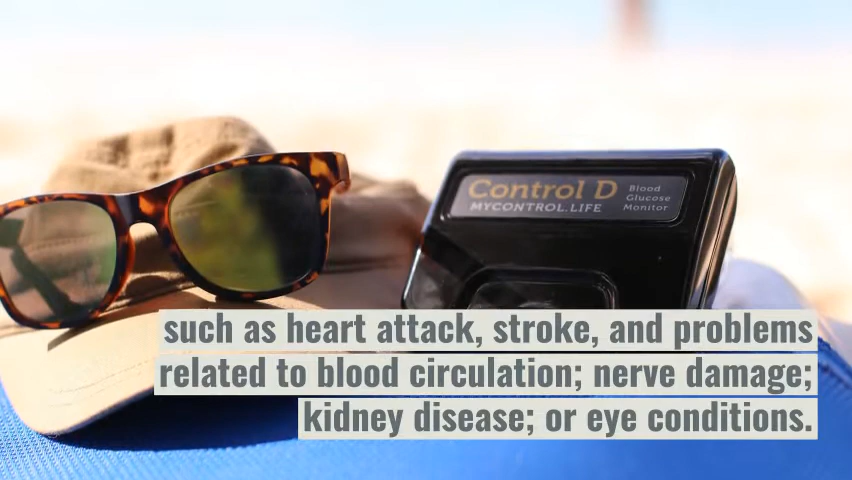 Control D
MYCONTROL.LIFE
Blood
Glucose
Monitor
such as heart attack, stroke, and problems
related to blood circulation; nerve damage;
kidney disease; or eye conditions.